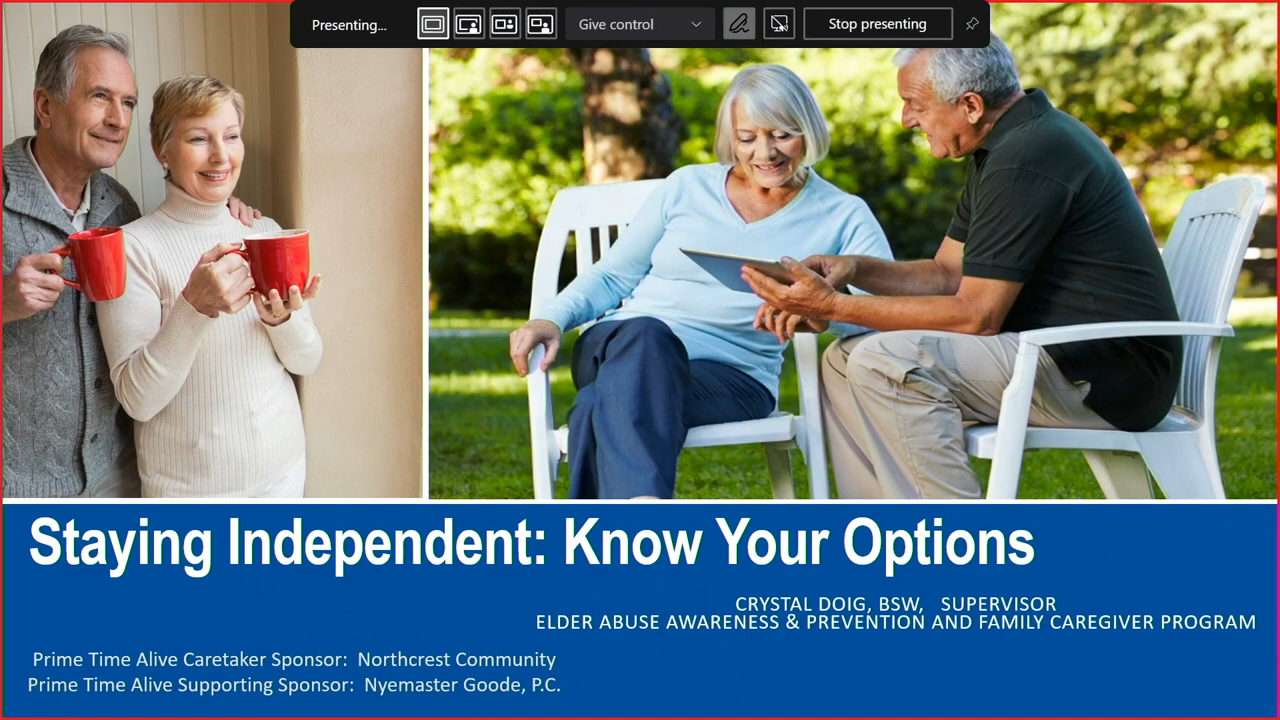 Presenting...
Give control
Stop presenting
Staying Independent: Know Your Options
CRYSTAL DOIG, BSW, SUPERVISOR
ELDER ABUSE AWARENESS & PREVENTION AND FAMILY CAREGIVER PROGRAM
Prime Time Alive Caretaker Sponsor: Northcrest Community
Prime Time Alive Supporting Sponsor: Nyemaster Goode, P.C.